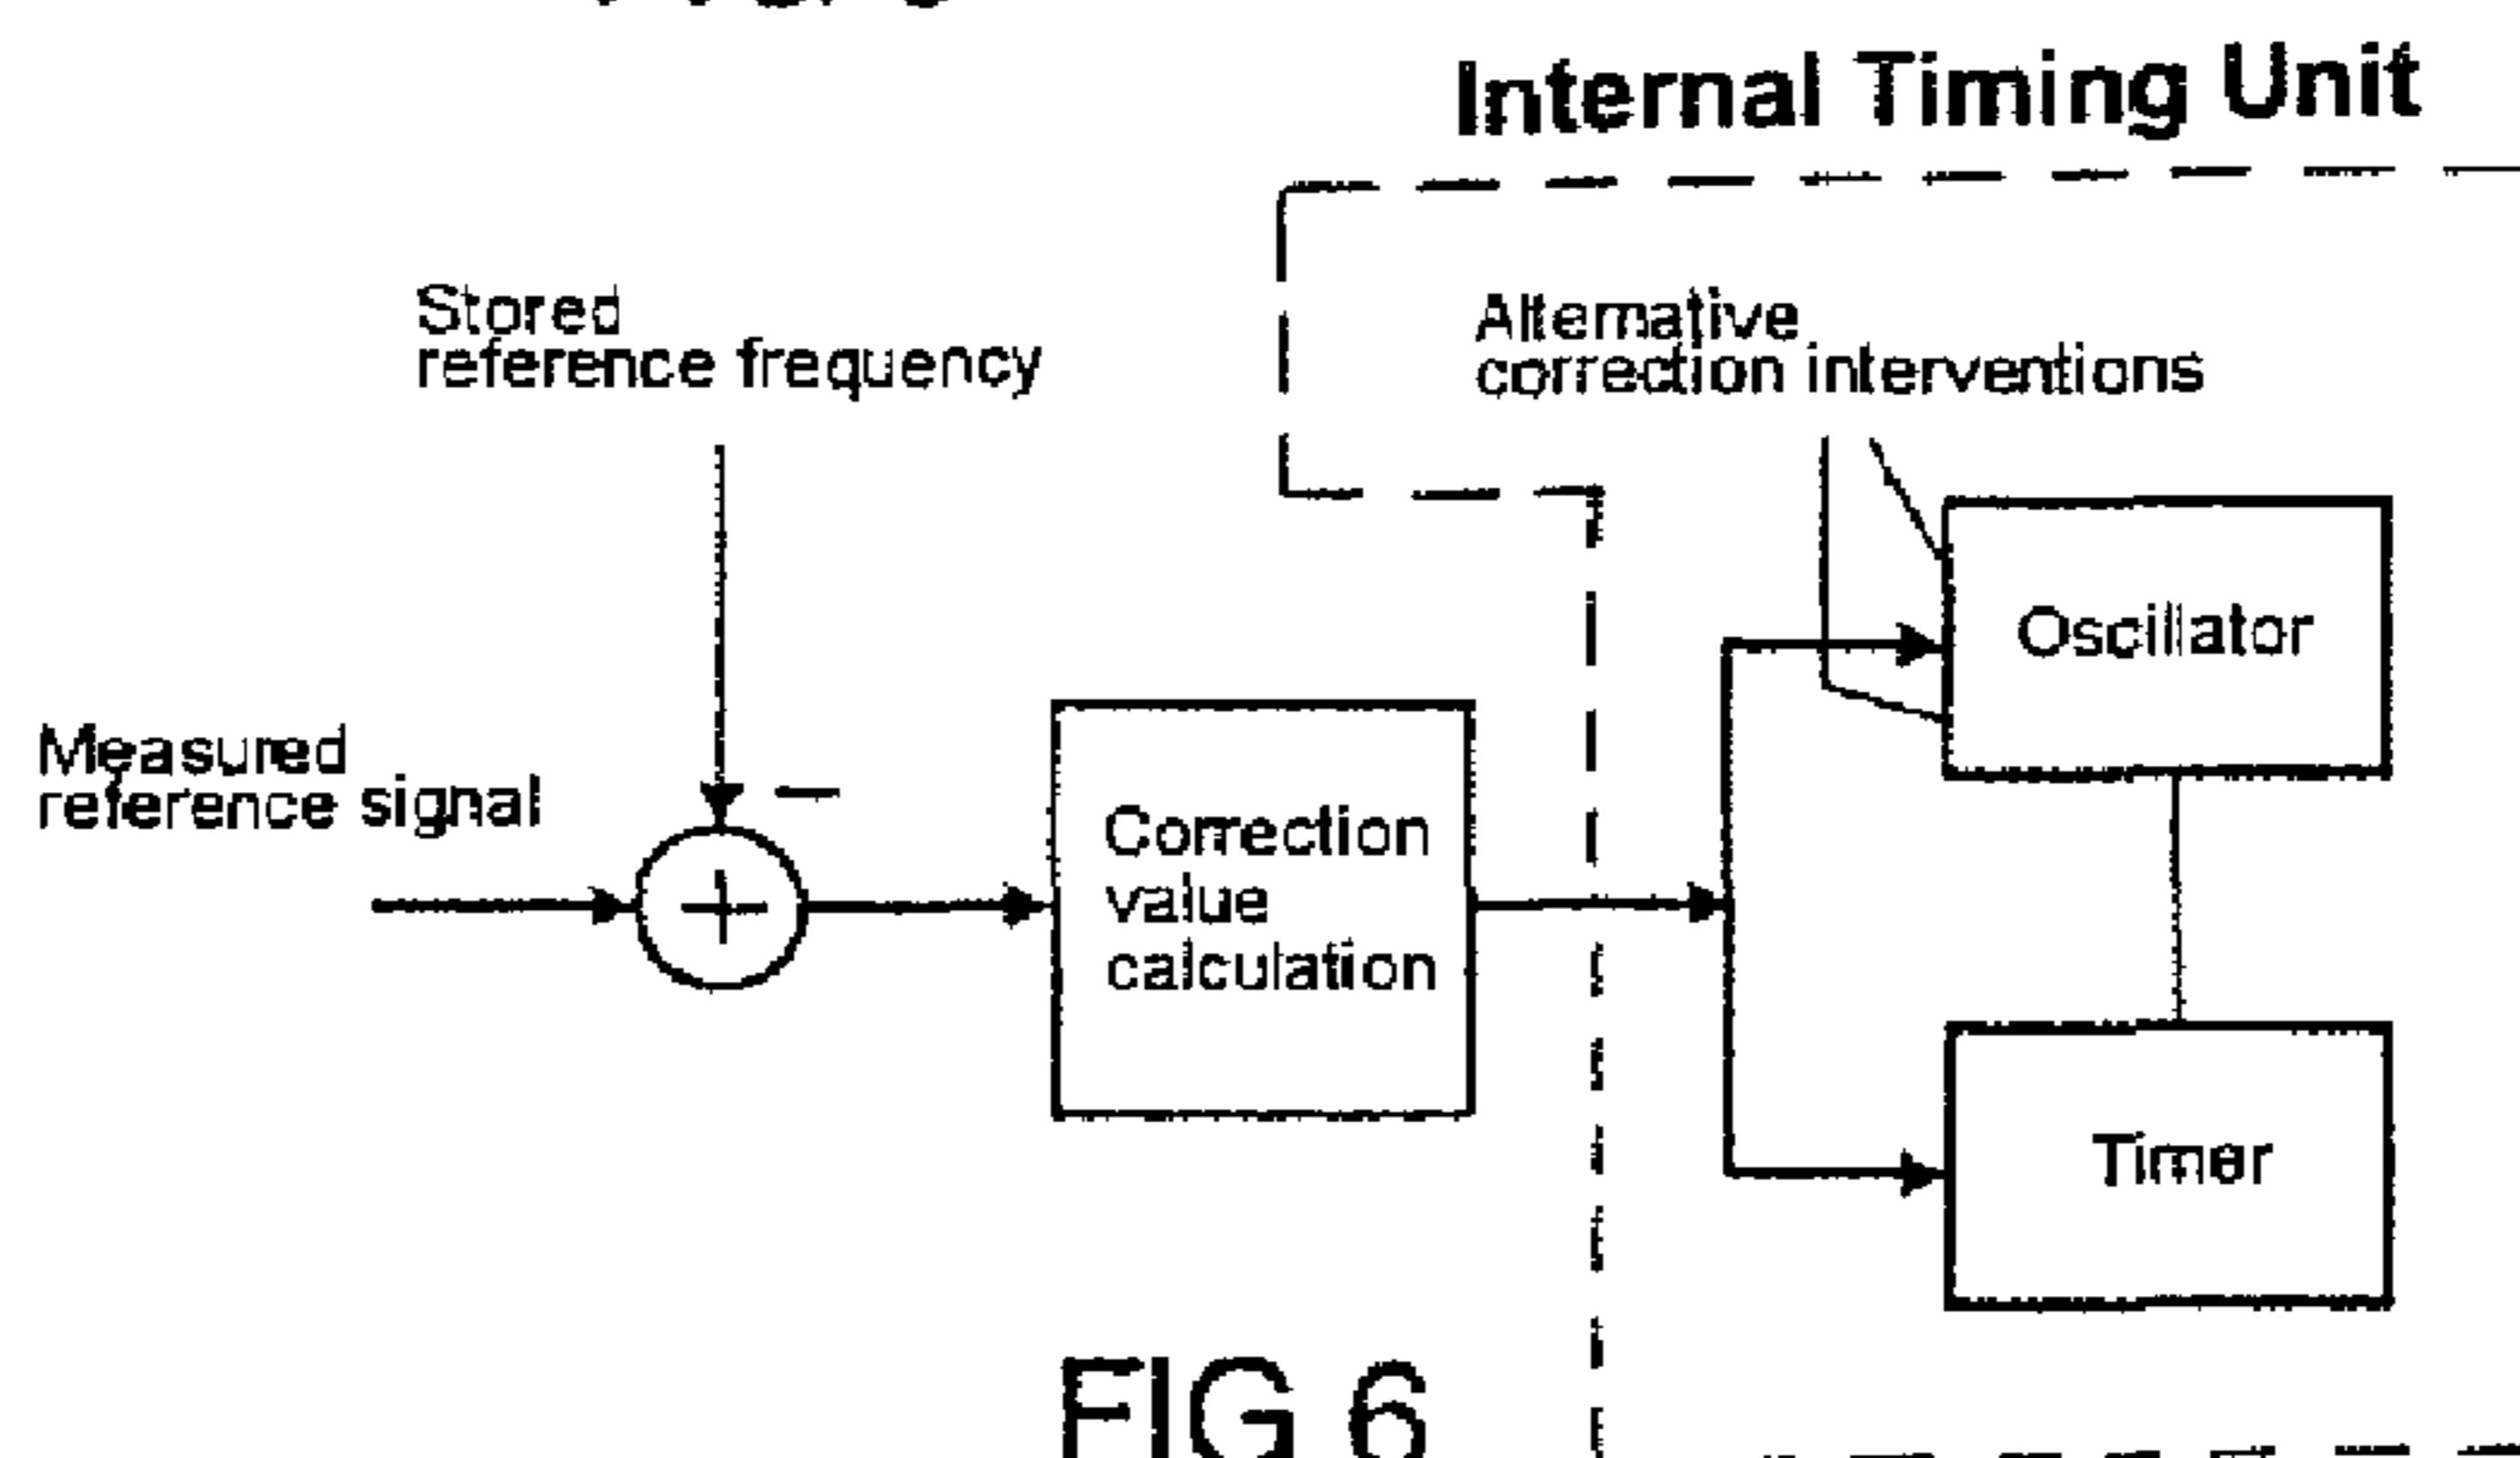 Internal Timing Unit
Stored
reference frequency
Alternative
correction interventions
Measured
reference signal
+
Correction
value
calculation
Oscillator
Timer
FIG 6